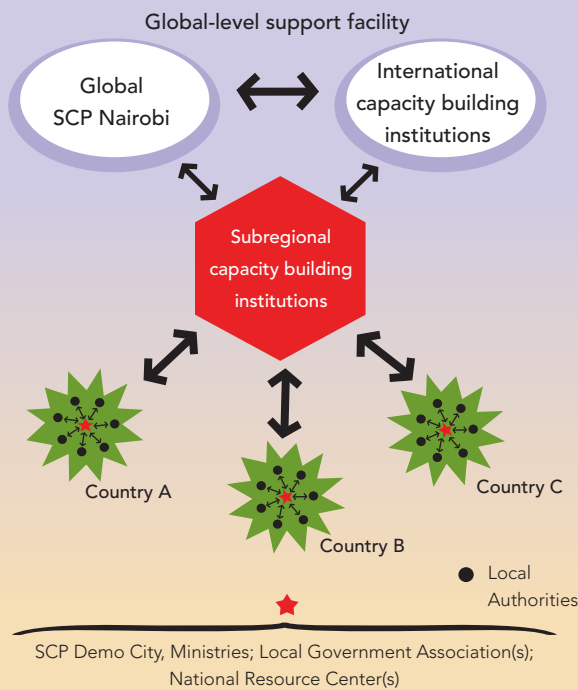 Global-level support facility
Global
SCP Nairobi
International
capacity building
institutions
Subregional
capacity building
institutions
Country A
Country B
Country C
Local
Authorities
SCP Demo City, Ministries; Local Government Association(s);
National Resource Center(s)